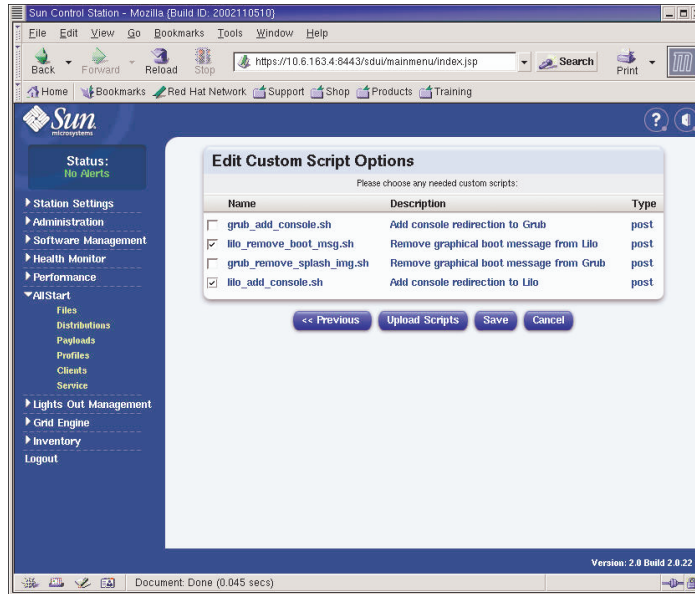 Sun Control Station - Mozilla {Build ID: 2002110510}
File Edit View Go Bookmarks Tools Window Help
Back Forward Reload Stop https://10.6.163.4:8443/sdui/mainmenu/index.jsp Search Print
Home Bookmarks Red Hat Network Support Shop Products Training
Sun
microsystems
Status:
No Alerts
Station Settings
Administration
Software Management
Health Monitor
Performance
AllStart
Files
Distributions
Payloads
Profiles
Clients
Service
Lights Out Management
Grid Engine
Inventory
Logout
Edit Custom Script Options
Please choose any needed custom scripts:
Name Description Type
grub_add_console.sh Add console redirection to Grub post
lilo_remove_boot_msg.sh Remove graphical boot message from Lilo post
grub_remove_splash_img.sh Remove graphical boot message from Grub post
lilo_add_console.sh Add console redirection to Lilo post
<< Previous Upload Scripts Save Cancel
Version: 2.0 Build 2.0.22
Document: Done (0.045 secs)